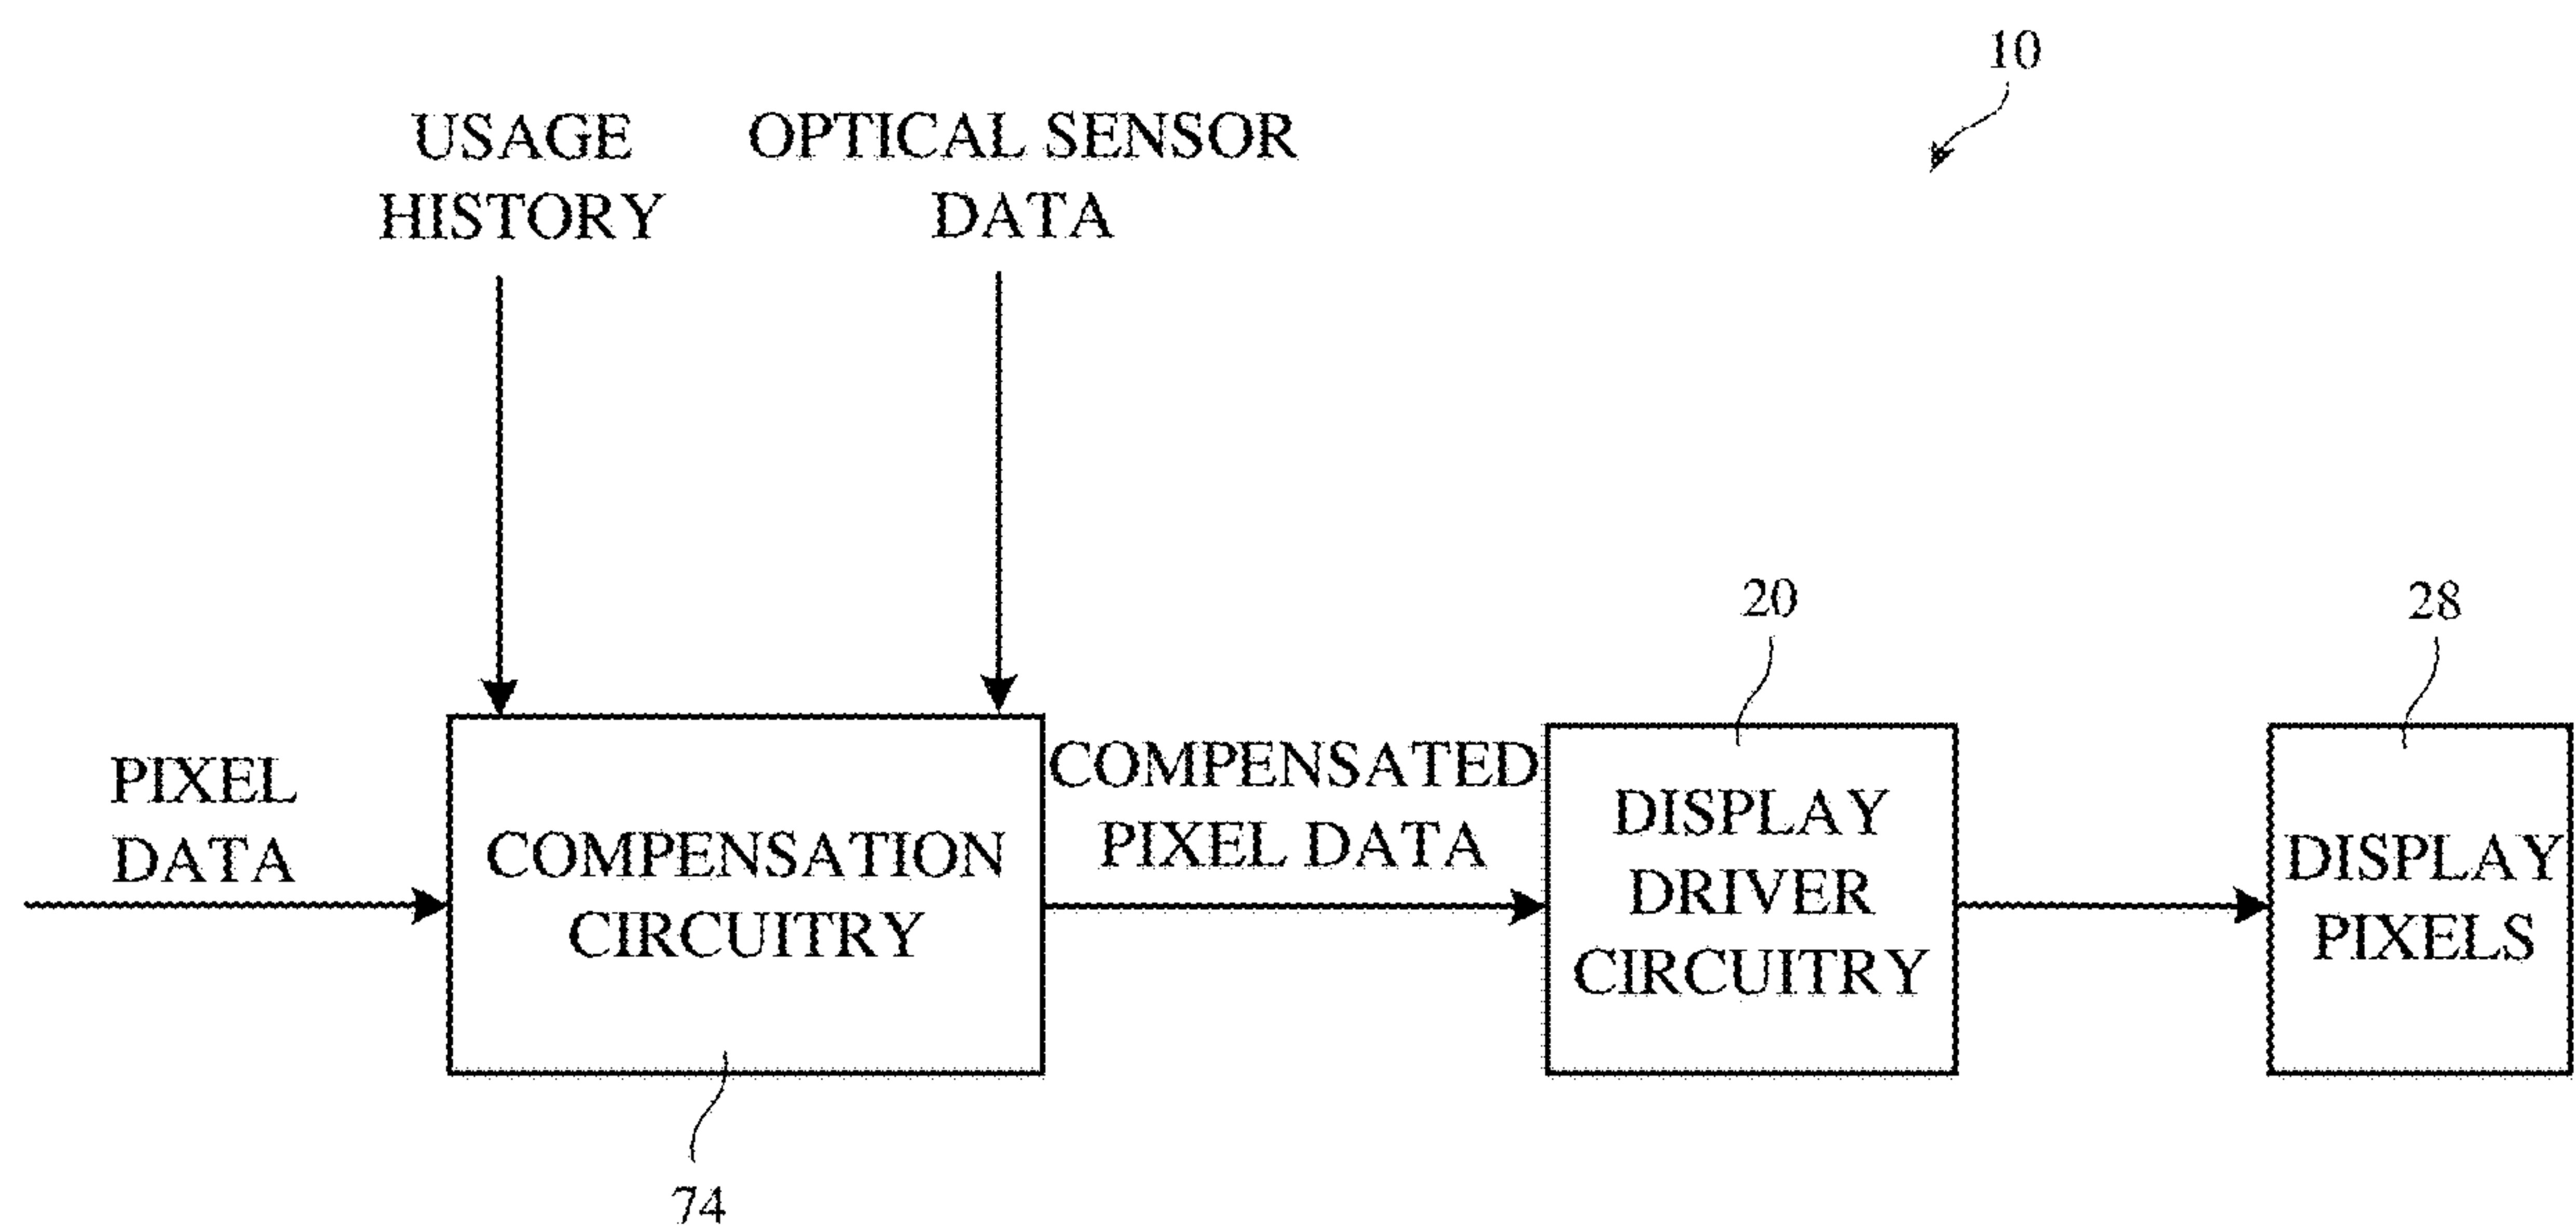 10
USAGE
HISTORY
OPTICAL SENSOR
DATA
20
28
PIXEL
DATA
COMPENSATION
CIRCUITRY
COMPENSATED
PIXEL DATA
DISPLAY
DRIVER
CIRCUITRY
DISPLAY
PIXELS
74